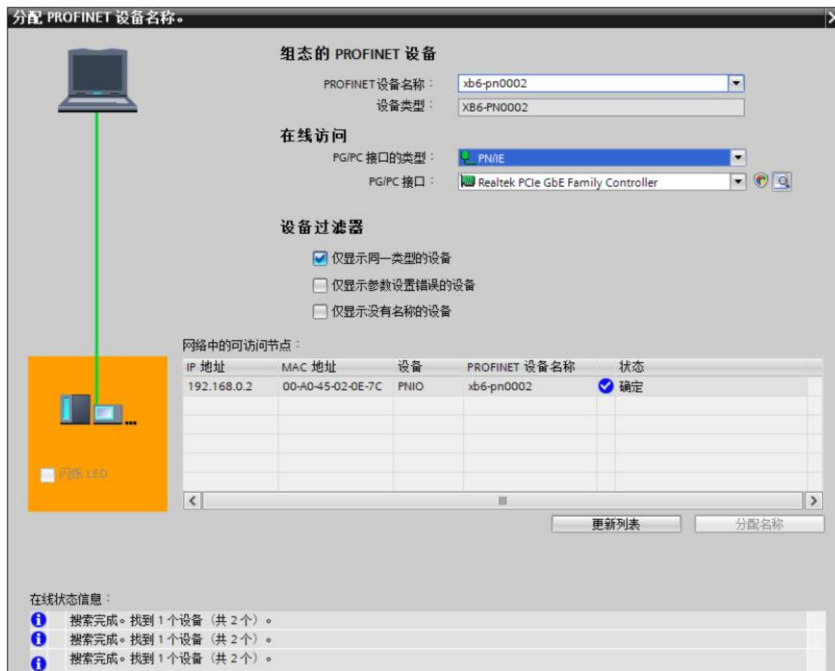 分配 PROFINET 设备名称。
组态的 PROFINET 设备
PROFINET设备名称： xb6-pn0002
设备类型： XB6-PN0002
在线访问
PG/PC 接口的类型： PN/IE
PG/PC 接口： Realtek PCIe GbE Family Controller
设备过滤器
仅显示同一类型的设备
仅显示参数设置错误的设备
仅显示没有名称的设备
网络中的可访问节点：
IP 地址 MAC 地址 设备 PROFINET 设备名称 状态
192.168.0.2 00-A0-45-02-0E-7C PNIO xb6-pn0002 确定
闪烁 LED
更新列表 分配名称
在线状态信息：
搜索完成。找到 1 个设备（共 2 个）。
搜索完成。找到 1 个设备（共 2 个）。
搜索完成。找到 1 个设备（共 2 个）。